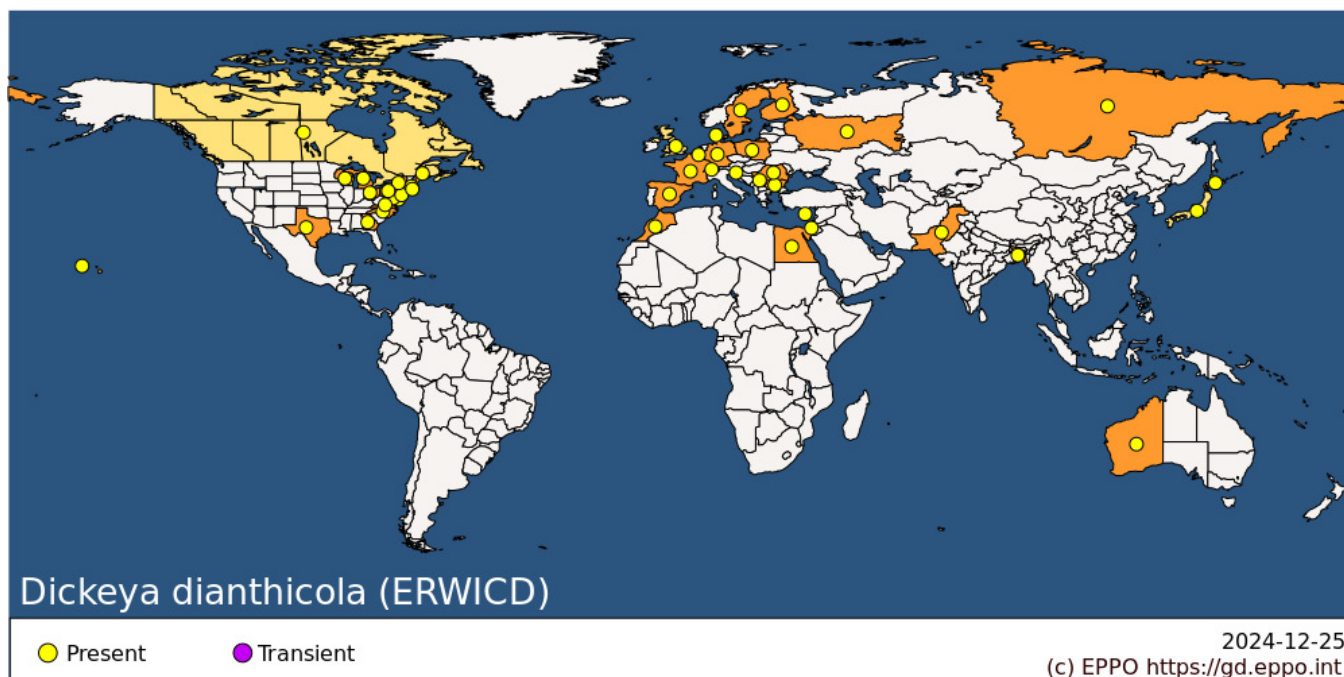 Dickeya dianthicola (ERWICD)
Present
Transient
2024-12-25
(c) EPPO https://gd.eppo.int